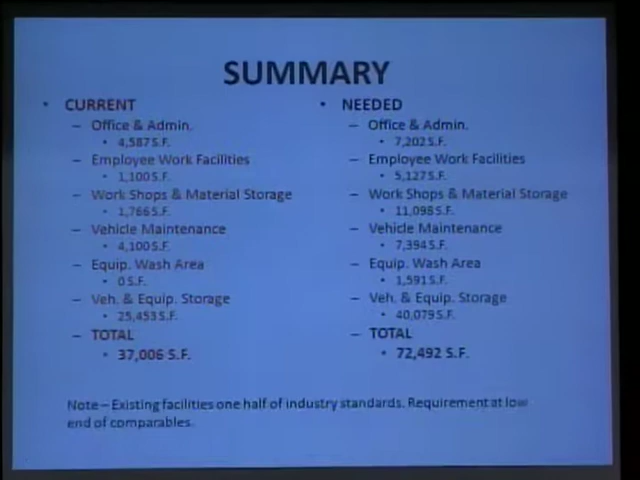 SUMMARY
• CURRENT
– Office & Admin.
• 4,587 S.F.
– Employee Work Facilities
• 1,100 S.F.
– Work Shops & Material Storage
• 1,766 S.F.
– Vehicle Maintenance
• 4,100 S.F.
– Equip. Wash Area
• 0 S.F.
– Veh. & Equip. Storage
• 25,453 S.F.
– TOTAL
• 37,006 S.F.
• NEEDED
– Office & Admin.
• 7,202 S.F.
– Employee Work Facilities
• 5,127 S.F.
– Work Shops & Material Storage
• 11,098 S.F.
– Vehicle Maintenance
• 7,394 S.F.
– Equip. Wash Area
• 1,591 S.F.
– Veh. & Equip. Storage
• 40,079 S.F.
– TOTAL
• 72,492 S.F.
Note – Existing facilities one half of industry standards. Requirement at low
end of comparables.